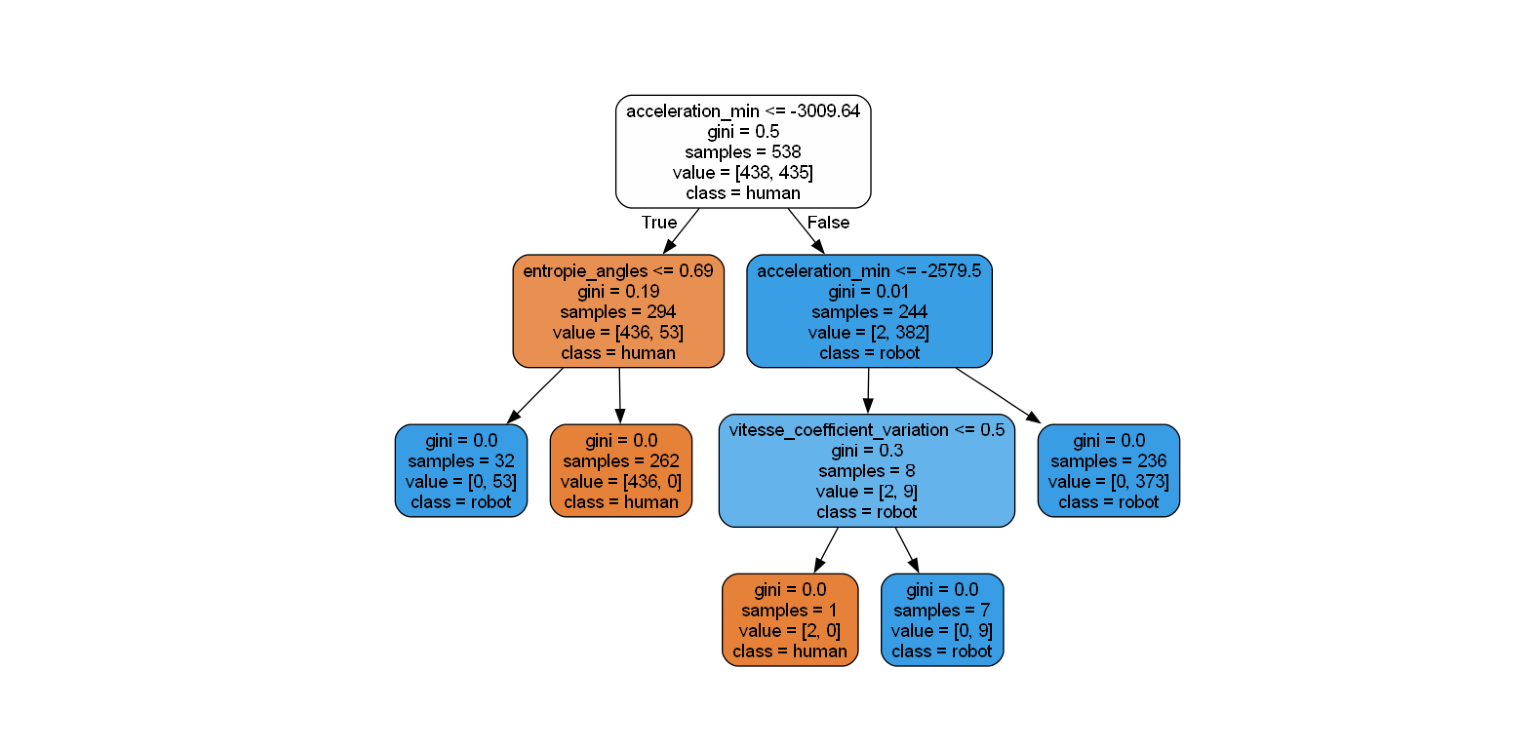 acceleration_min <= -3009.64
gini = 0.5
samples = 538
value = [438, 435]
class = human
True
False
entropie_angles <= 0.69
gini = 0.19
samples = 294
value = [436, 53]
class = human
acceleration_min <= -2579.5
gini = 0.01
samples = 244
value = [2, 382]
class = robot
gini = 0.0
samples = 32
value = [0, 53]
class = robot
gini = 0.0
samples = 262
value = [436, 0]
class = human
vitesse_coefficient_variation <= 0.5
gini = 0.3
samples = 8
value = [2, 9]
class = robot
gini = 0.0
samples = 236
value = [0, 373]
class = robot
gini = 0.0
samples = 1
value = [2, 0]
class = human
gini = 0.0
samples = 7
value = [0, 9]
class = robot